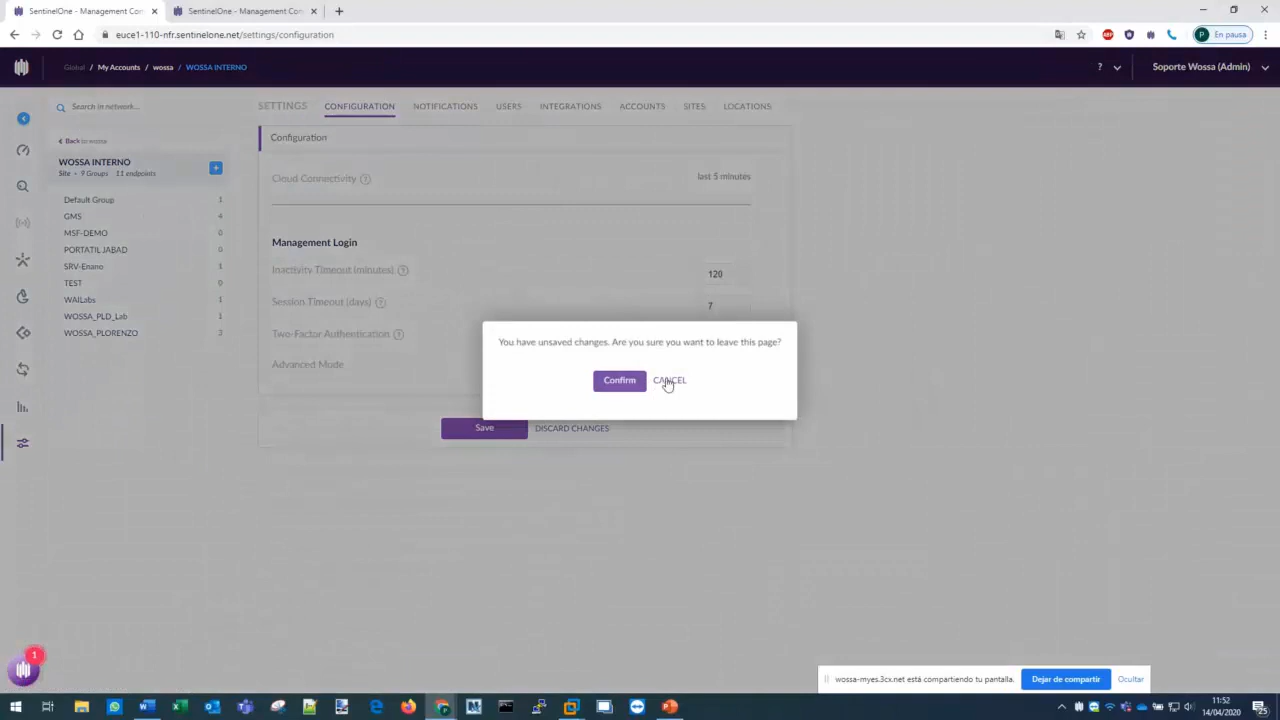 SentinelOne - Management Con
SentinelOne - Management Con
euce1-110-nfr.sentinelone.net/settings/configuration
ABP
P En pausa
Global / My Accounts / wossa / WOSSA INTERNO
?
Soporte Wossa (Admin)
Search in network...
SETTINGS CONFIGURATION NOTIFICATIONS USERS INTEGRATIONS ACCOUNTS SITES LOCATIONS
Back to wossa
WOSSA INTERNO
Site - 9 Groups 11 endpoints
Default Group 1
GMS 4
MSF-DEMO 0
PORTATIL JABAD 0
SRV-Enano 1
TEST 0
WAILabs 1
WOSSA_PLD_Lab 1
WOSSA_PLORENZO 3
Configuration
Cloud Connectivity ? last 5 minutes
Management Login
Inactivity Timeout (minutes) ? 120
Session Timeout (days) ? 7
Two-Factor Authentication ?
Advanced Mode
You have unsaved changes. Are you sure you want to leave this page?
Confirm CANCEL
Save DISCARD CHANGES
1
wossa-myes.3cx.net está compartiendo tu pantalla. Dejar de compartir Ocultar
11:52
14/04/2020
25